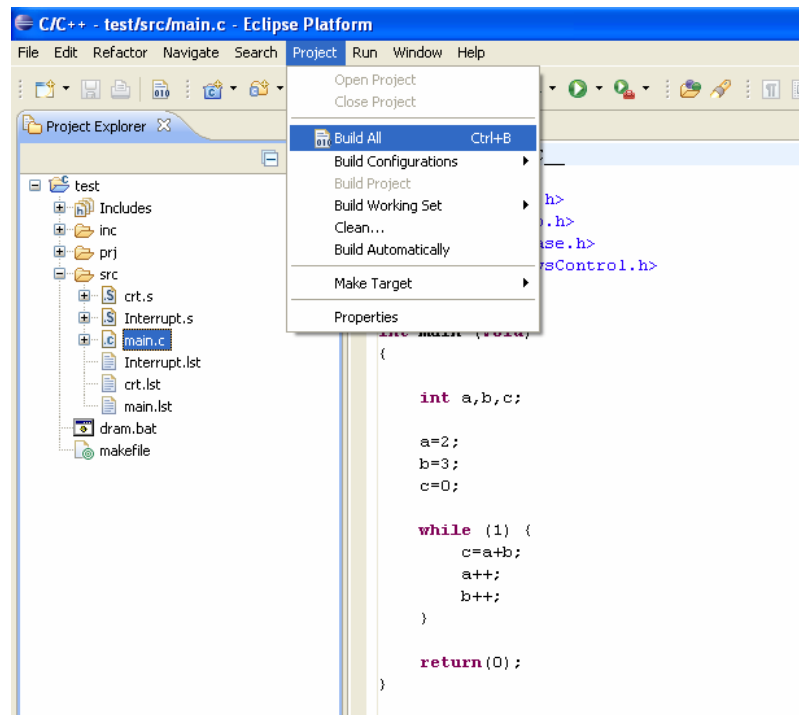 C/C++ - test/src/main.c - Eclipse Platform
File Edit Refactor Navigate Search Project Run Window Help
Project Explorer
test
Includes
inc
prj
src
crt.s
Interrupt.s
main.c
Interrupt.lst
crt.lst
main.lst
dram.bat
makefile
Open Project
Close Project
Build All Ctrl+B
Build Configurations
Build Project
Build Working Set
Clean...
Build Automatically
Make Target
Properties
h>
.h>
ase.h>
sControl.h>
int main (void)
{
int a,b,c;
a=2;
b=3;
c=0;
while (1) {
c=a+b;
a++;
b++;
}
return(0);
}